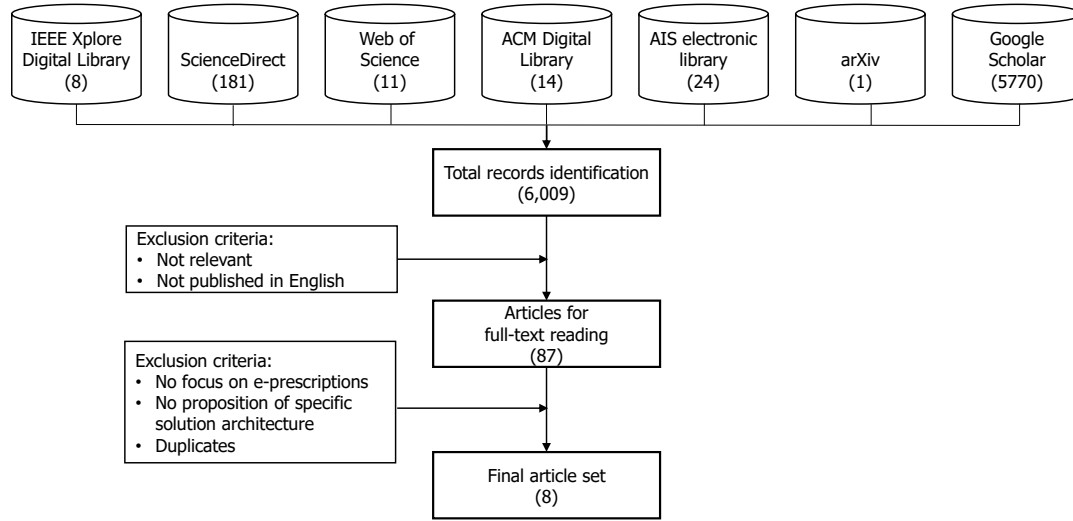 IEEE Xplore
Digital Library
(8)
ScienceDirect
(181)
Web of
Science
(11)
ACM Digital
Library
(14)
AIS electronic
library
(24)
arXiv
(1)
Google
Scholar
(5770)
Total records identification
(6,009)
Exclusion criteria:
• Not relevant
• Not published in English
Articles for
full-text reading
(87)
Exclusion criteria:
• No focus on e-prescriptions
• No proposition of specific
solution architecture
• Duplicates
Final article set
(8)